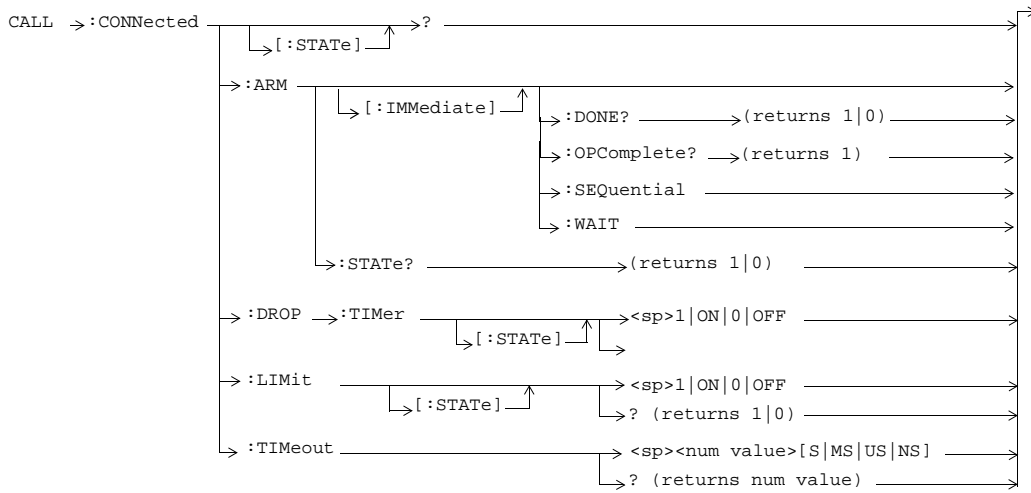 CALL :CONNected ?
[:STATe]
:ARM
[:IMMediate]
:DONE? (returns 1|0)
:OPComplete? (returns 1)
:SEQuential
:WAIT
:STATe? (returns 1|0)
:DROP :TIMer <sp>1|ON|0|OFF
[:STATe]
:LIMit <sp>1|ON|0|OFF
[:STATe] ? (returns 1|0)
:TIMeout <sp><num value>[S|MS|US|NS]
? (returns num value)